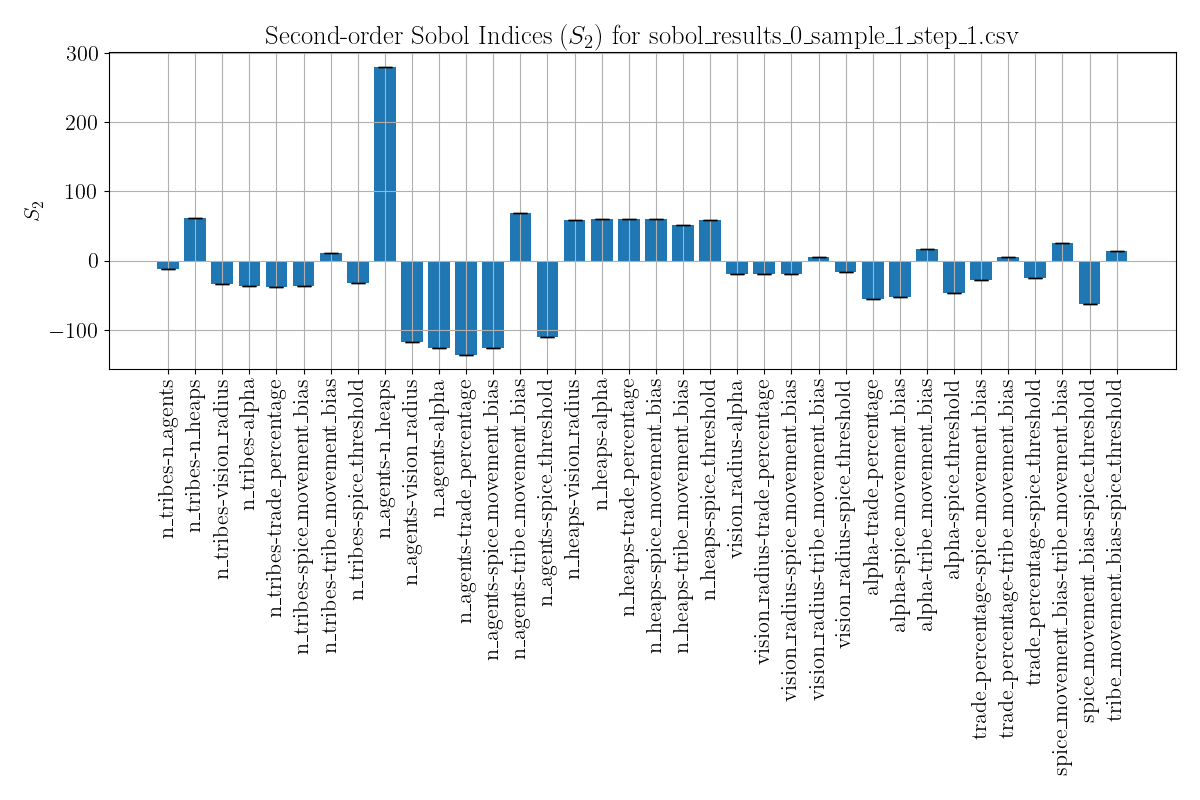 Second-order Sobol Indices (S₂) for sobol_results_0_sample_1_step_1.csv
300
200
100
0
−100
S₂
n_tribes-n_agents
n_tribes-n_heaps
n_tribes-vision_radius
n_tribes-alpha
n_tribes-trade_percentage
n_tribes-spice_movement_bias
n_tribes-tribe_movement_bias
n_tribes-spice_threshold
n_agents-n_heaps
n_agents-vision_radius
n_agents-alpha
n_agents-trade_percentage
n_agents-spice_movement_bias
n_agents-tribe_movement_bias
n_agents-spice_threshold
n_heaps-vision_radius
n_heaps-alpha
n_heaps-trade_percentage
n_heaps-spice_movement_bias
n_heaps-tribe_movement_bias
n_heaps-spice_threshold
vision_radius-alpha
vision_radius-trade_percentage
vision_radius-spice_movement_bias
vision_radius-tribe_movement_bias
vision_radius-spice_threshold
alpha-trade_percentage
alpha-spice_movement_bias
alpha-tribe_movement_bias
alpha-spice_threshold
trade_percentage-spice_movement_bias
trade_percentage-tribe_movement_bias
trade_percentage-spice_threshold
spice_movement_bias-tribe_movement_bias
spice_movement_bias-spice_threshold
tribe_movement_bias-spice_threshold